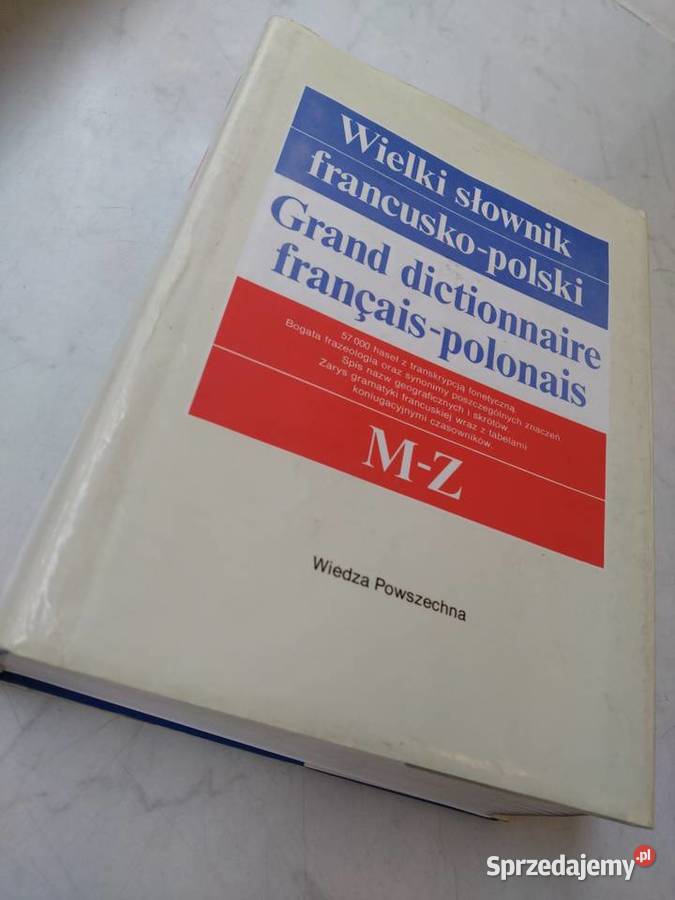 Wielki słownik
francusko-polski
Grand dictionnaire
français-polonais
57 000 haseł z transkrypcją fonetyczną.
Bogata frazeologia oraz synonimy poszczególnych znaczeń.
Spis nazw geograficznych i skrótów.
Zarys gramatyki francuskiej wraz z tabelami
koniugacyjnymi czasowników.
M-Z
Wiedza Powszechna
Sprzedajemy.pl